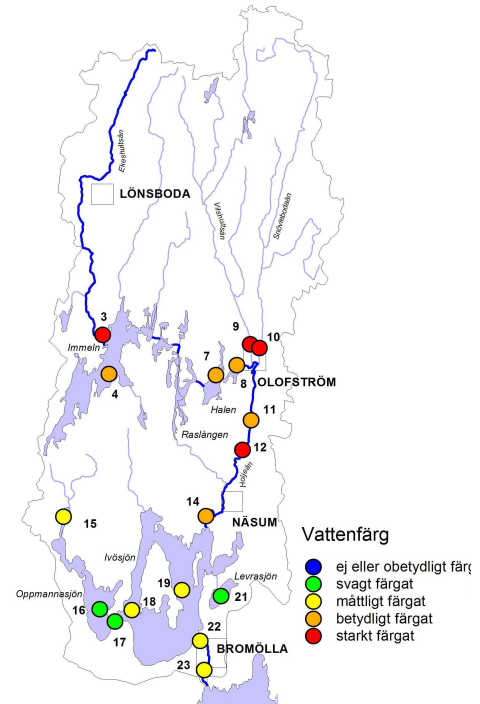 Ekeshultsån
LÖNSBODA
Vilshultsån
Snövlebodaån
3
9
10
Immeln
7
8
4
OLOFSTRÖM
Halen
11
Raslången
12
Holjeån
14
15
NÄSUM
Ivösjön
Vattenfärg
ej eller obetydligt färg
Levrasjön
19
Oppmannasjön
svagt färgat
16
18
21
måttligt färgat
17
22
betydligt färgat
BROMÖLLA
starkt färgat
23